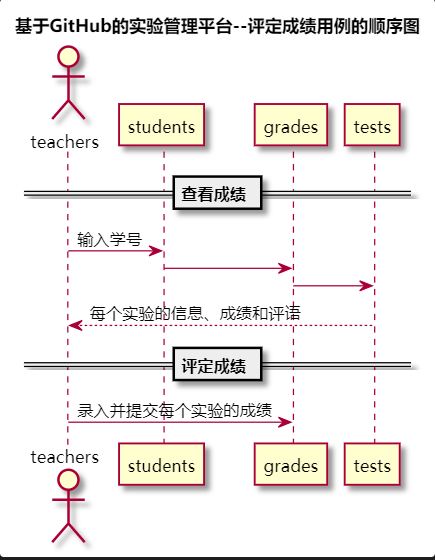 基于GitHub的实验管理平台--评定成绩用例的顺序图
teachers
students
grades
tests
查看成绩
输入学号
每个实验的信息、成绩和评语
评定成绩
录入并提交每个实验的成绩
teachers
students
grades
tests